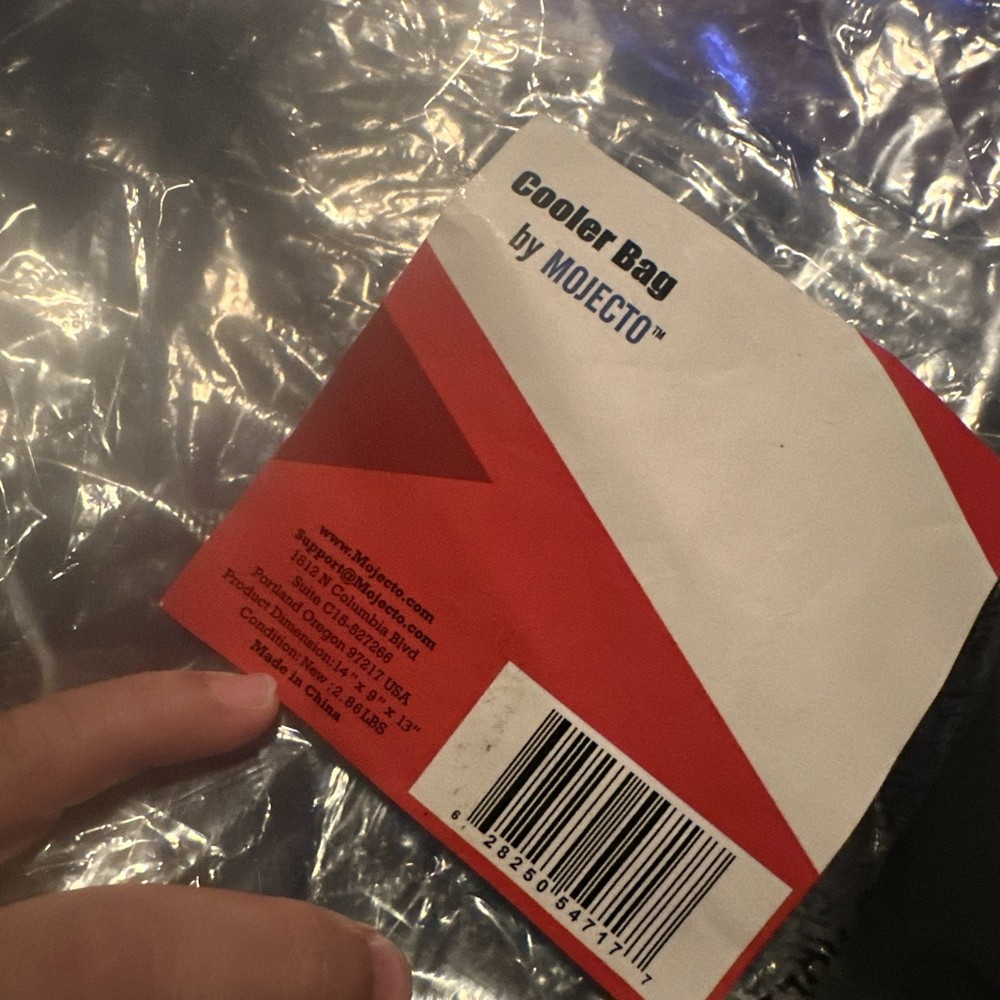 Cooler Bag
by MOJECTO™
www.Mojecto.com
Support@Mojecto.com
1812 N Columbia Blvd
Suite C15-527266
Portland Oregon 97217 USA
Product Dimension:14" x 9" x 13"
Condition: New ;2.86LBS
Made in China
6 28250 54717 7